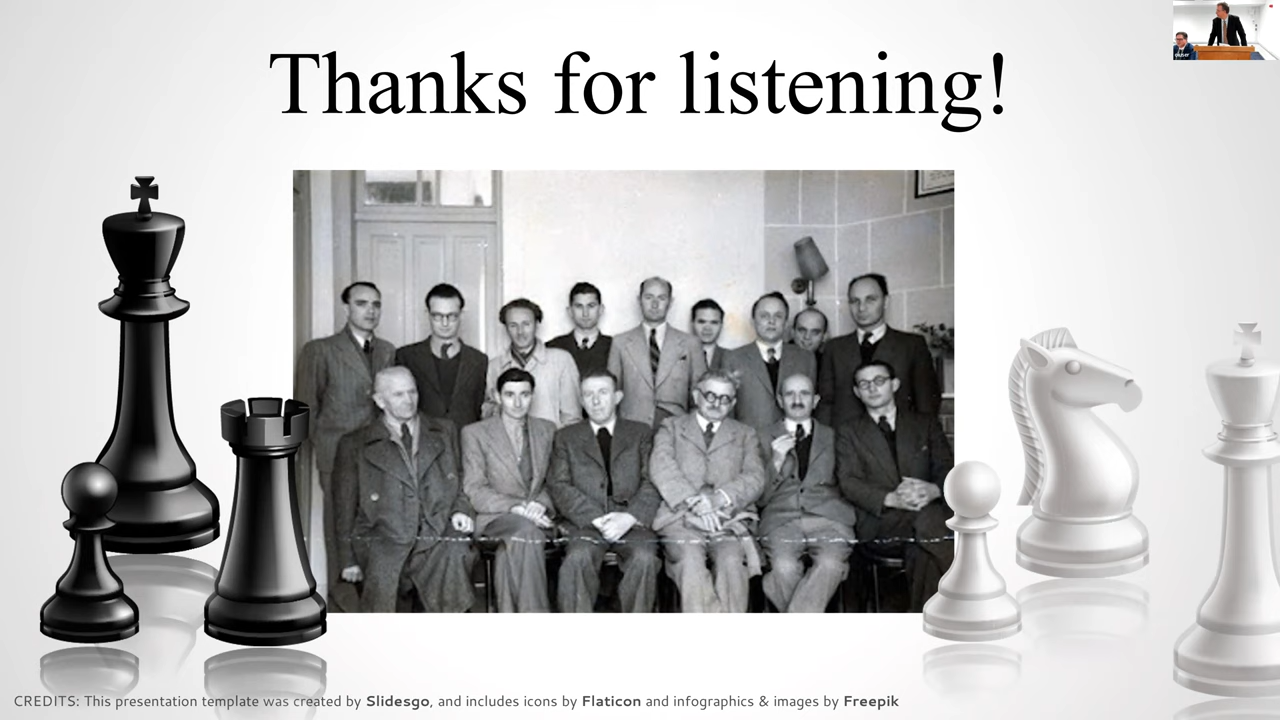 Thanks for listening!
CREDITS: This presentation template was created by Slidesgo, and includes icons by Flaticon and infographics & images by Freepik